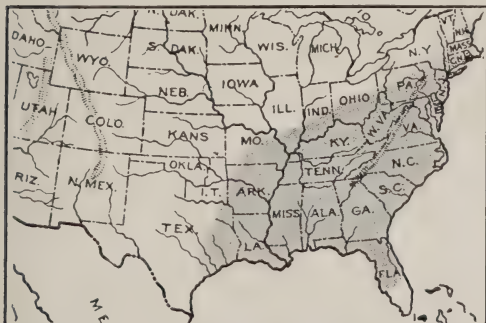 N. DAK.
MINN.
VT.
N.H.
DAHO
S. DAK.
WIS.
MICH.
N.Y.
MASS
WYO.
IOWA
PA.
NEB.
ILL.
IND.
OHIO
UTAH
COLO.
KANS
MO.
KY.
W. VA.
VA.
OKLA.
TENN.
N.C.
RIZ.
N. MEX.
I.T.
ARK.
S.C.
MISS
ALA.
GA.
TEX.
LA.
FLA.
ME